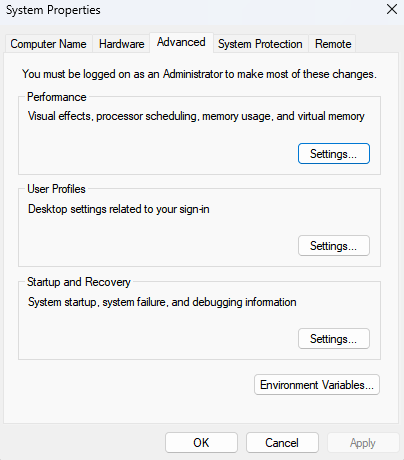 System Properties
Computer Name Hardware Advanced System Protection Remote
You must be logged on as an Administrator to make most of these changes.
Performance
Visual effects, processor scheduling, memory usage, and virtual memory
Settings...
User Profiles
Desktop settings related to your sign-in
Settings...
Startup and Recovery
System startup, system failure, and debugging information
Settings...
Environment Variables...
OK Cancel Apply